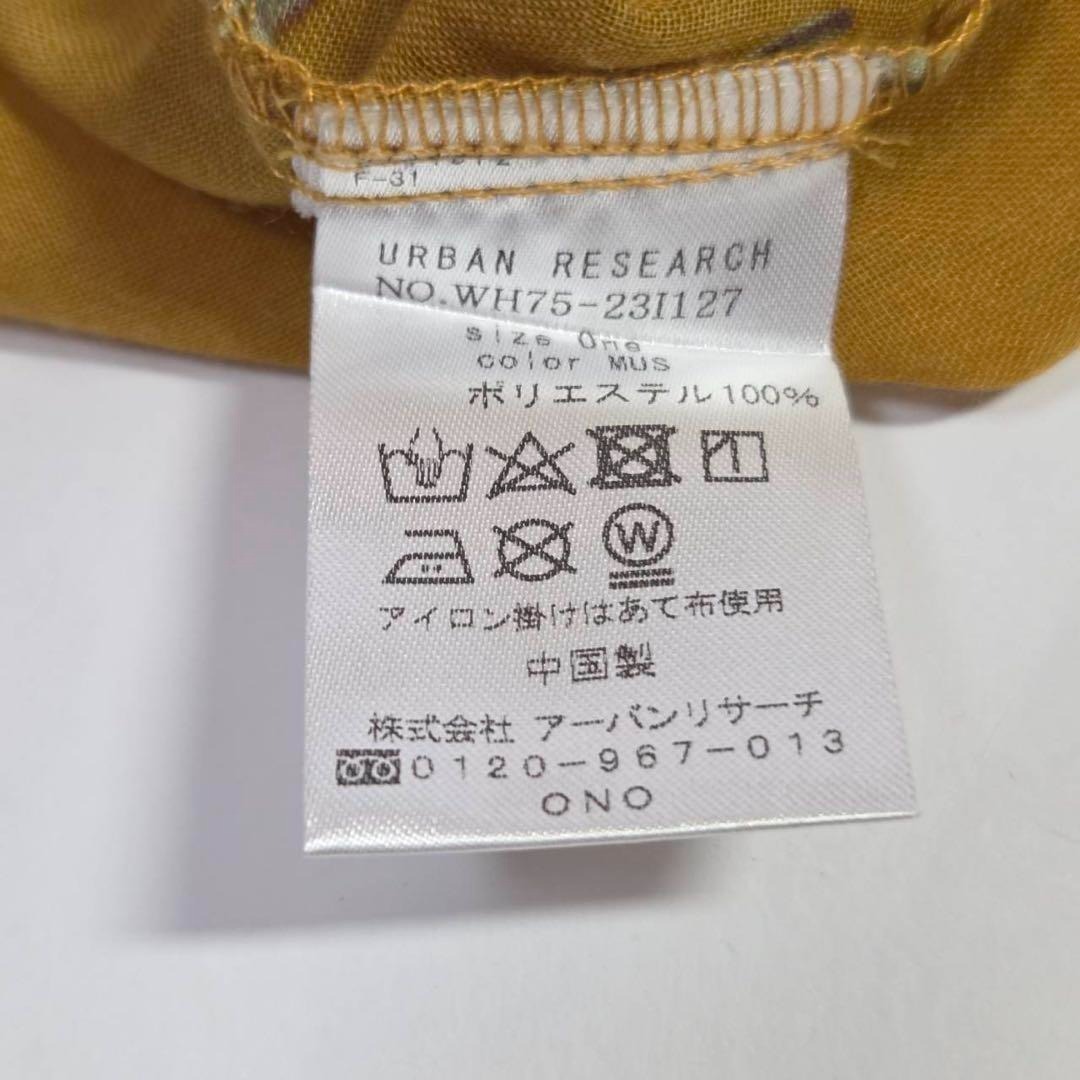 F-31
URBAN RESEARCH
NO.WH75-23I127
size One
color MUS
ポリエステル100%
W
アイロン掛けはあて布使用
中国製
株式会社 アーバンリサーチ
0120-967-013
ONO